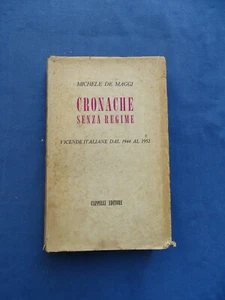 MICHELE DE MAGGI
CRONACHE
SENZA REGIME
VICENDE ITALIANE DAL 1944 AL 1952
CAPPELLI EDITORE